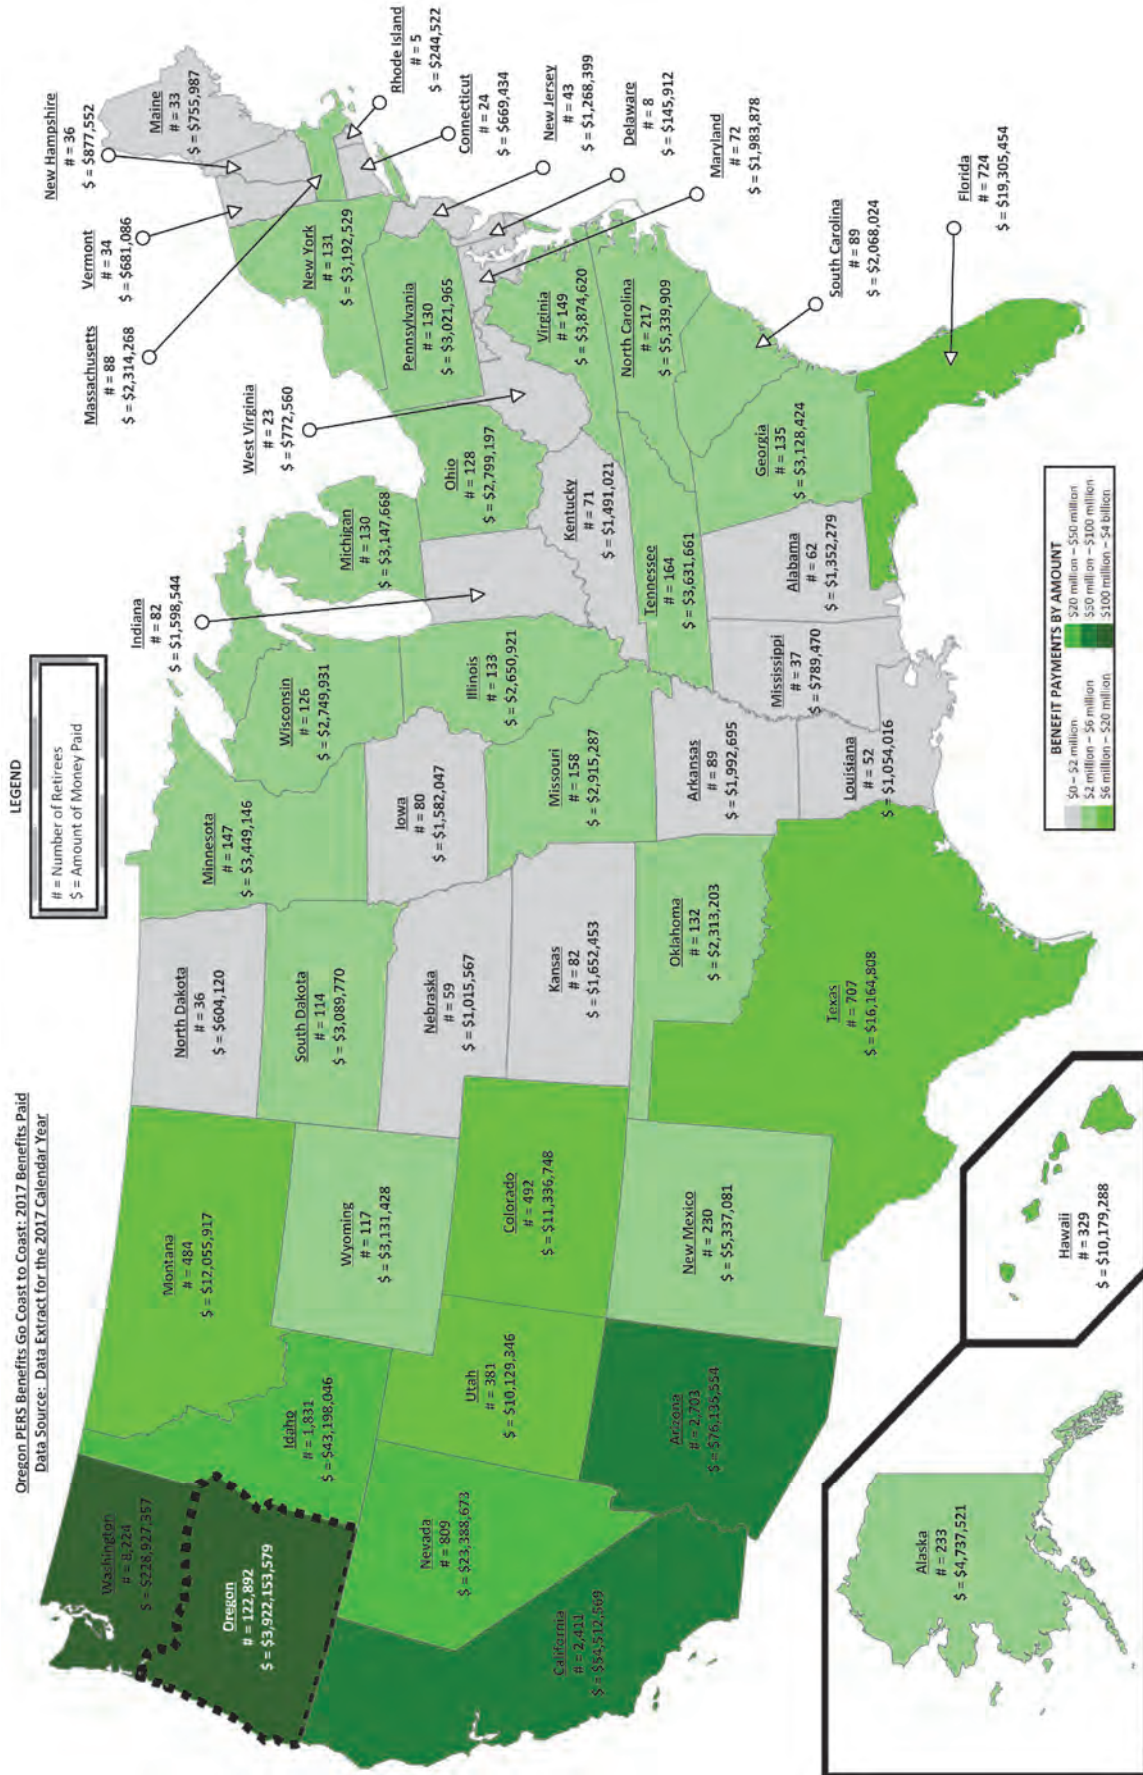 Oregon PERS Benefits Go Coast to Coast: 2017 Benefits Paid
Data Source: Data Extract for the 2017 Calendar Year
LEGEND
# = Number of Retirees
$ = Amount of Money Paid
Washington
# = 8,224
$ = $228,927,357
Oregon
# = 122,892
$ = $3,922,153,579
California
# = 2,411
$ = $54,512,569
Idaho
# = 1,831
$ = $43,198,046
Nevada
# = 809
$ = $23,388,673
Montana
# = 484
$ = $12,055,917
Wyoming
# = 117
$ = $3,131,428
Utah
# = 381
$ = $10,129,346
Colorado
# = 492
$ = $11,336,748
Arizona
# = 2,703
$ = $76,135,554
New Mexico
# = 230
$ = $5,337,081
North Dakota
# = 36
$ = $604,120
South Dakota
# = 114
$ = $3,089,770
Nebraska
# = 59
$ = $1,015,567
Kansas
# = 82
$ = $1,652,453
Oklahoma
# = 132
$ = $2,313,203
Texas
# = 707
$ = $16,164,808
Minnesota
# = 147
$ = $3,449,146
Iowa
# = 80
$ = $1,582,047
Missouri
# = 158
$ = $2,915,287
Arkansas
# = 89
$ = $1,992,695
Louisiana
# = 52
$ = $1,054,016
Wisconsin
# = 126
$ = $2,749,931
Illinois
# = 133
$ = $2,650,921
Indiana
# = 82
$ = $1,598,544
Michigan
# = 130
$ = $3,147,668
Ohio
# = 128
$ = $2,799,197
Kentucky
# = 71
$ = $1,491,021
Tennessee
# = 164
$ = $3,631,661
Mississippi
# = 37
$ = $789,470
Alabama
# = 62
$ = $1,352,279
Georgia
# = 135
$ = $3,128,424
West Virginia
# = 23
$ = $772,560
Massachusetts
# = 88
$ = $2,314,268
Vermont
# = 34
$ = $681,086
New Hampshire
# = 36
$ = $877,552
Maine
# = 33
$ = $755,987
New York
# = 131
$ = $3,192,529
Pennsylvania
# = 130
$ = $3,021,965
Virginia
# = 149
$ = $3,874,620
North Carolina
# = 217
$ = $5,339,909
Rhode Island
# = 5
$ = $244,522
Connecticut
# = 24
$ = $669,434
New Jersey
# = 43
$ = $1,268,399
Delaware
# = 8
$ = $145,912
Maryland
# = 72
$ = $1,983,878
South Carolina
# = 89
$ = $2,068,024
Florida
# = 724
$ = $19,305,454
Alaska
# = 233
$ = $4,737,521
Hawaii
# = 329
$ = $10,179,288
BENEFIT PAYMENTS BY AMOUNT
$0 – $2 million
$2 million – $6 million
$6 million – $20 million
$20 million – $50 million
$50 million – $100 million
$100 million – $4 billion